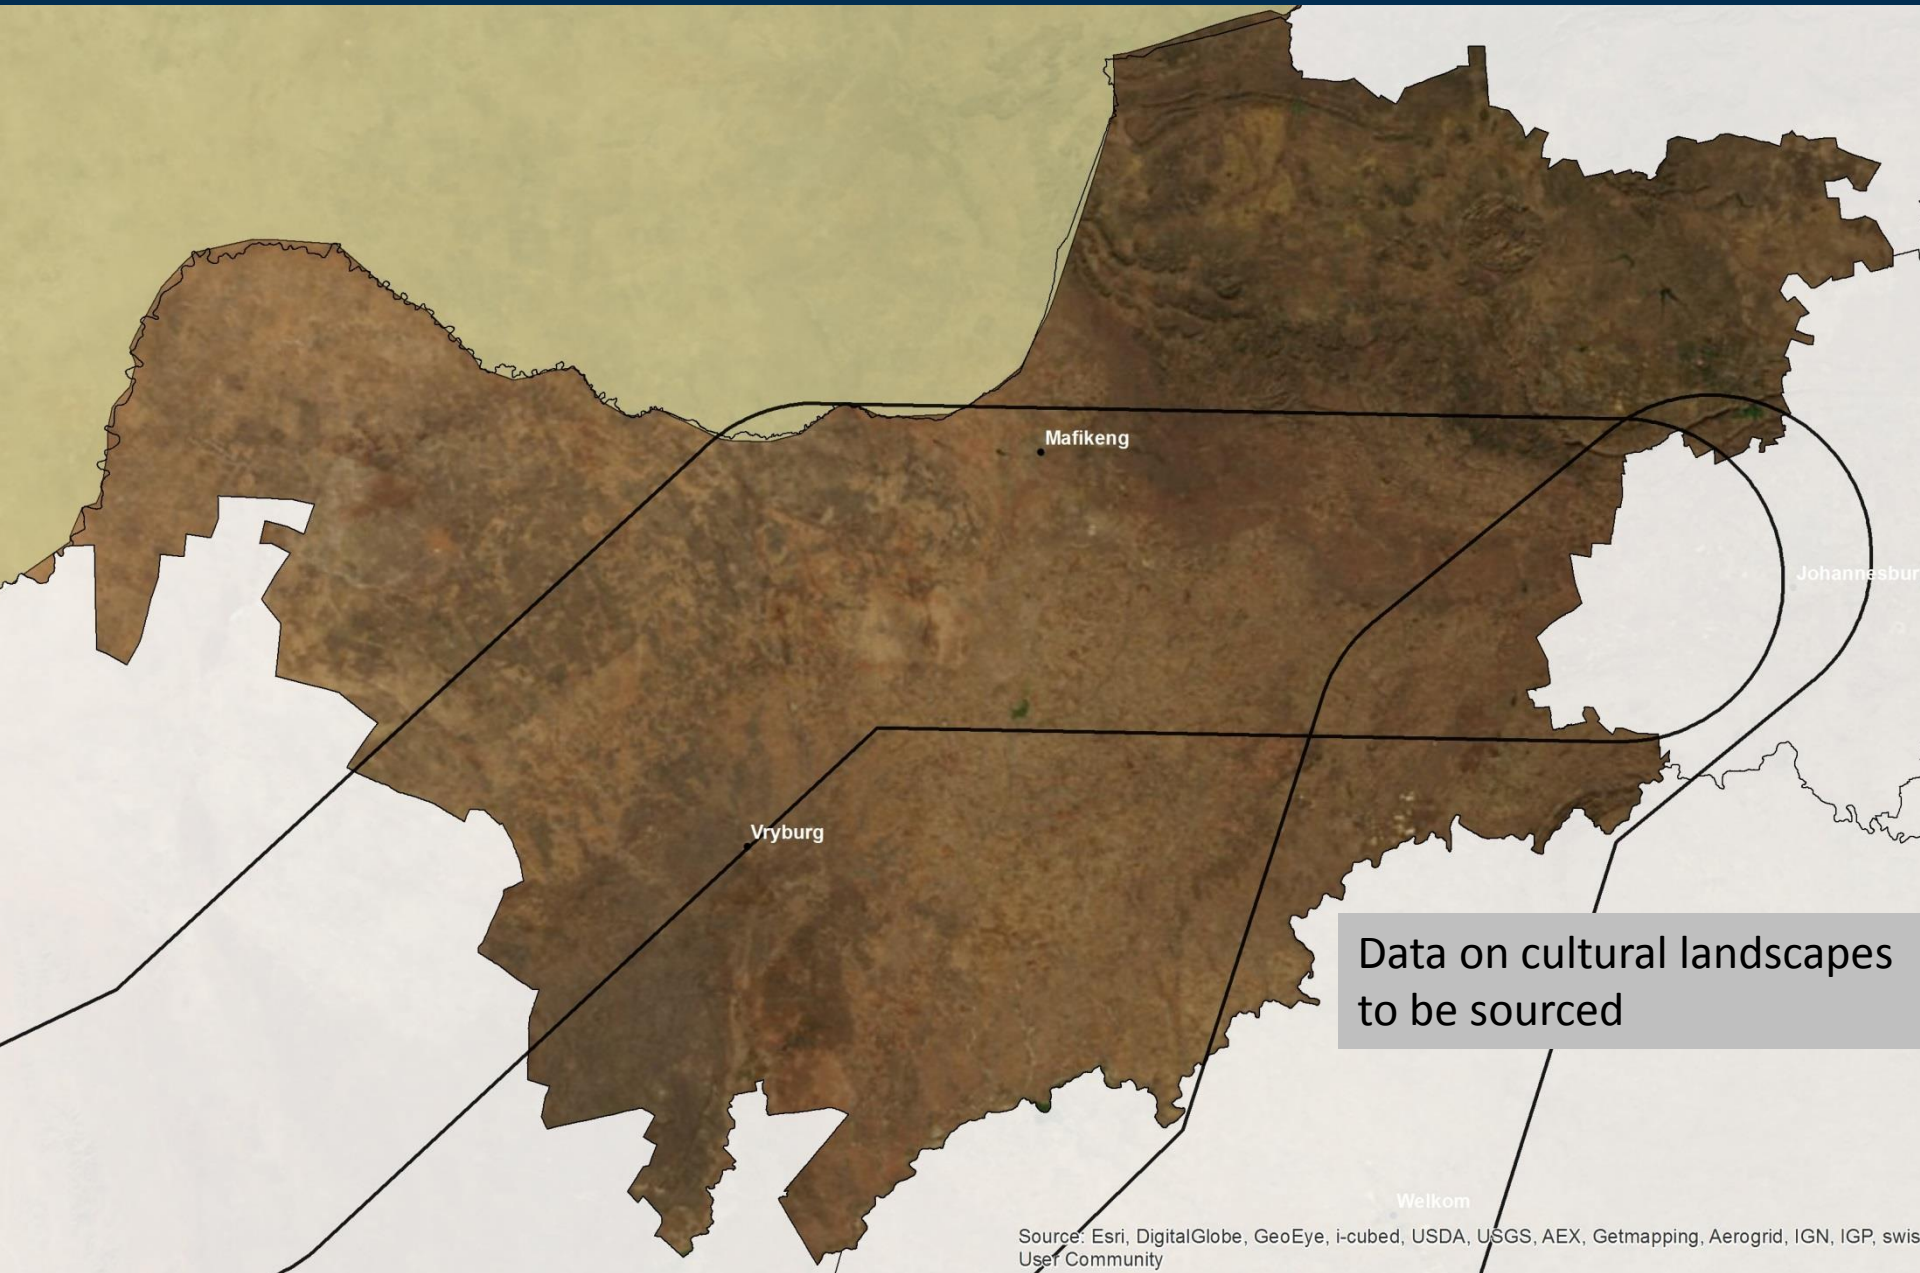 Mafikeng
Johannesbur
Vryburg
Data on cultural landscapes
to be sourced
Welkom
Source: Esri, DigitalGlobe, GeoEye, i-cubed, USDA, USGS, AEX, Getmapping, Aerogrid, IGN, IGP, swis
User Community